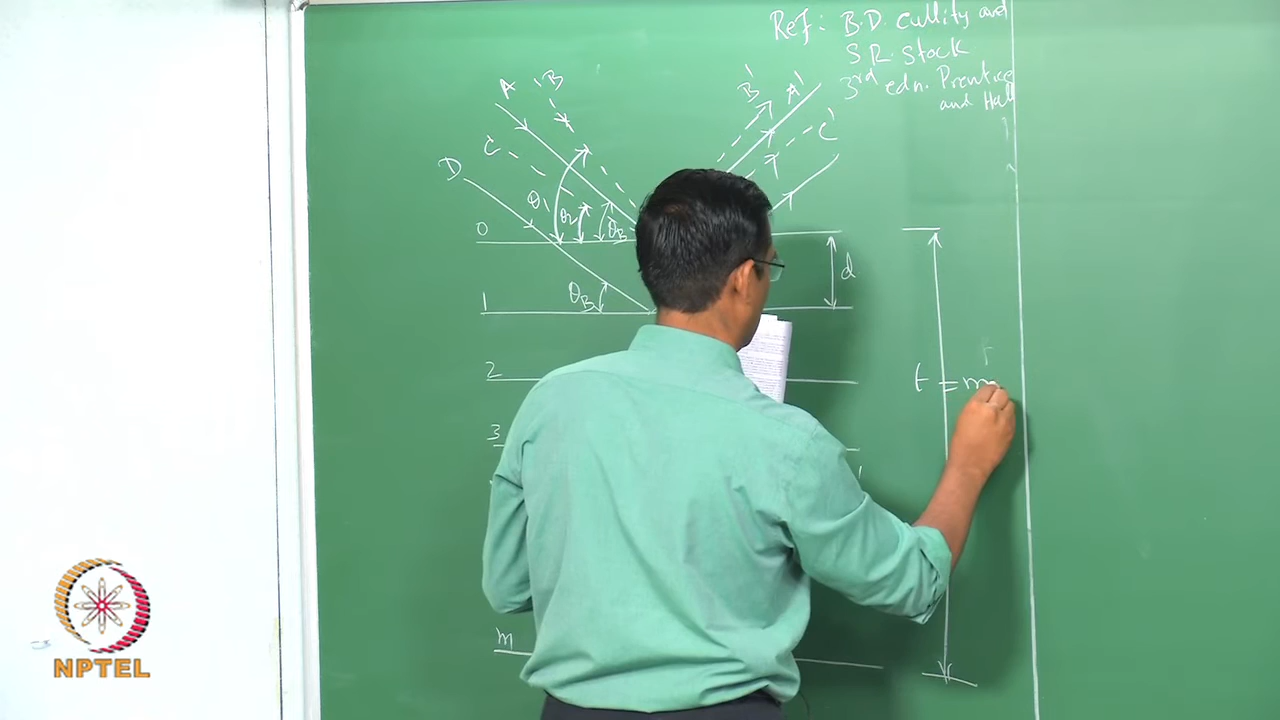 Ref: B.D. cullity and
S R. Stock
3rd edn. Prentice
and Hall
A
B
B'
A'
C
C'
D
θ1
θ2
θB
0
d
θB
1
2
t = m
3
m
NPTEL